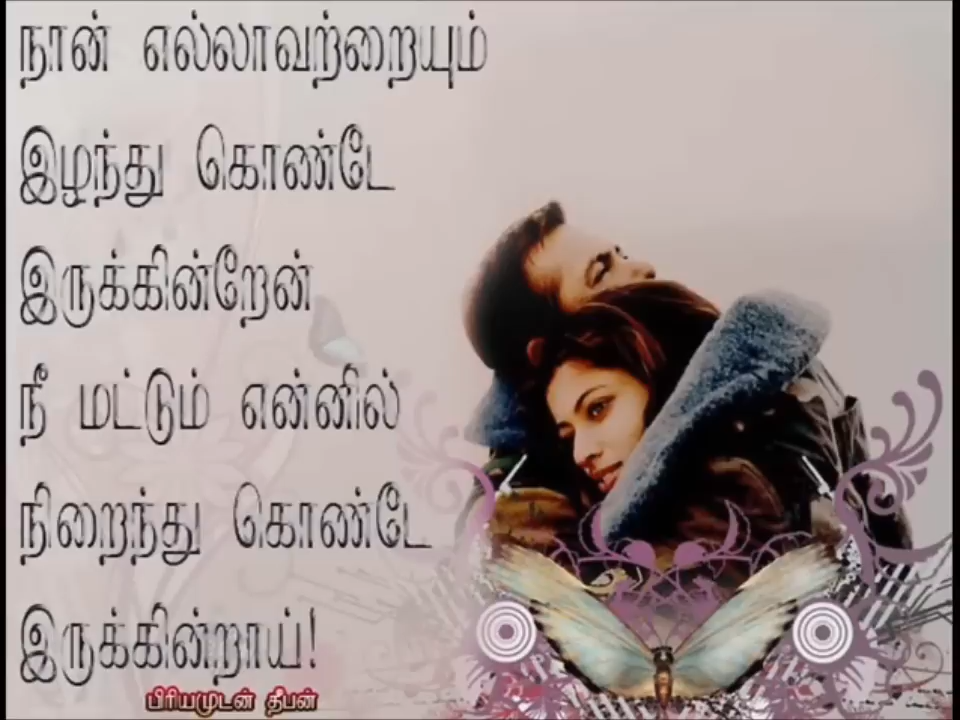 நான் எல்லாவற்றையும்
இழந்து கொண்டே
இருக்கின்றேன்
நீ மட்டும் என்னில்
நிறைந்து கொண்டே
இருக்கின்றாய்!
பிரியமுடன் தீபன்